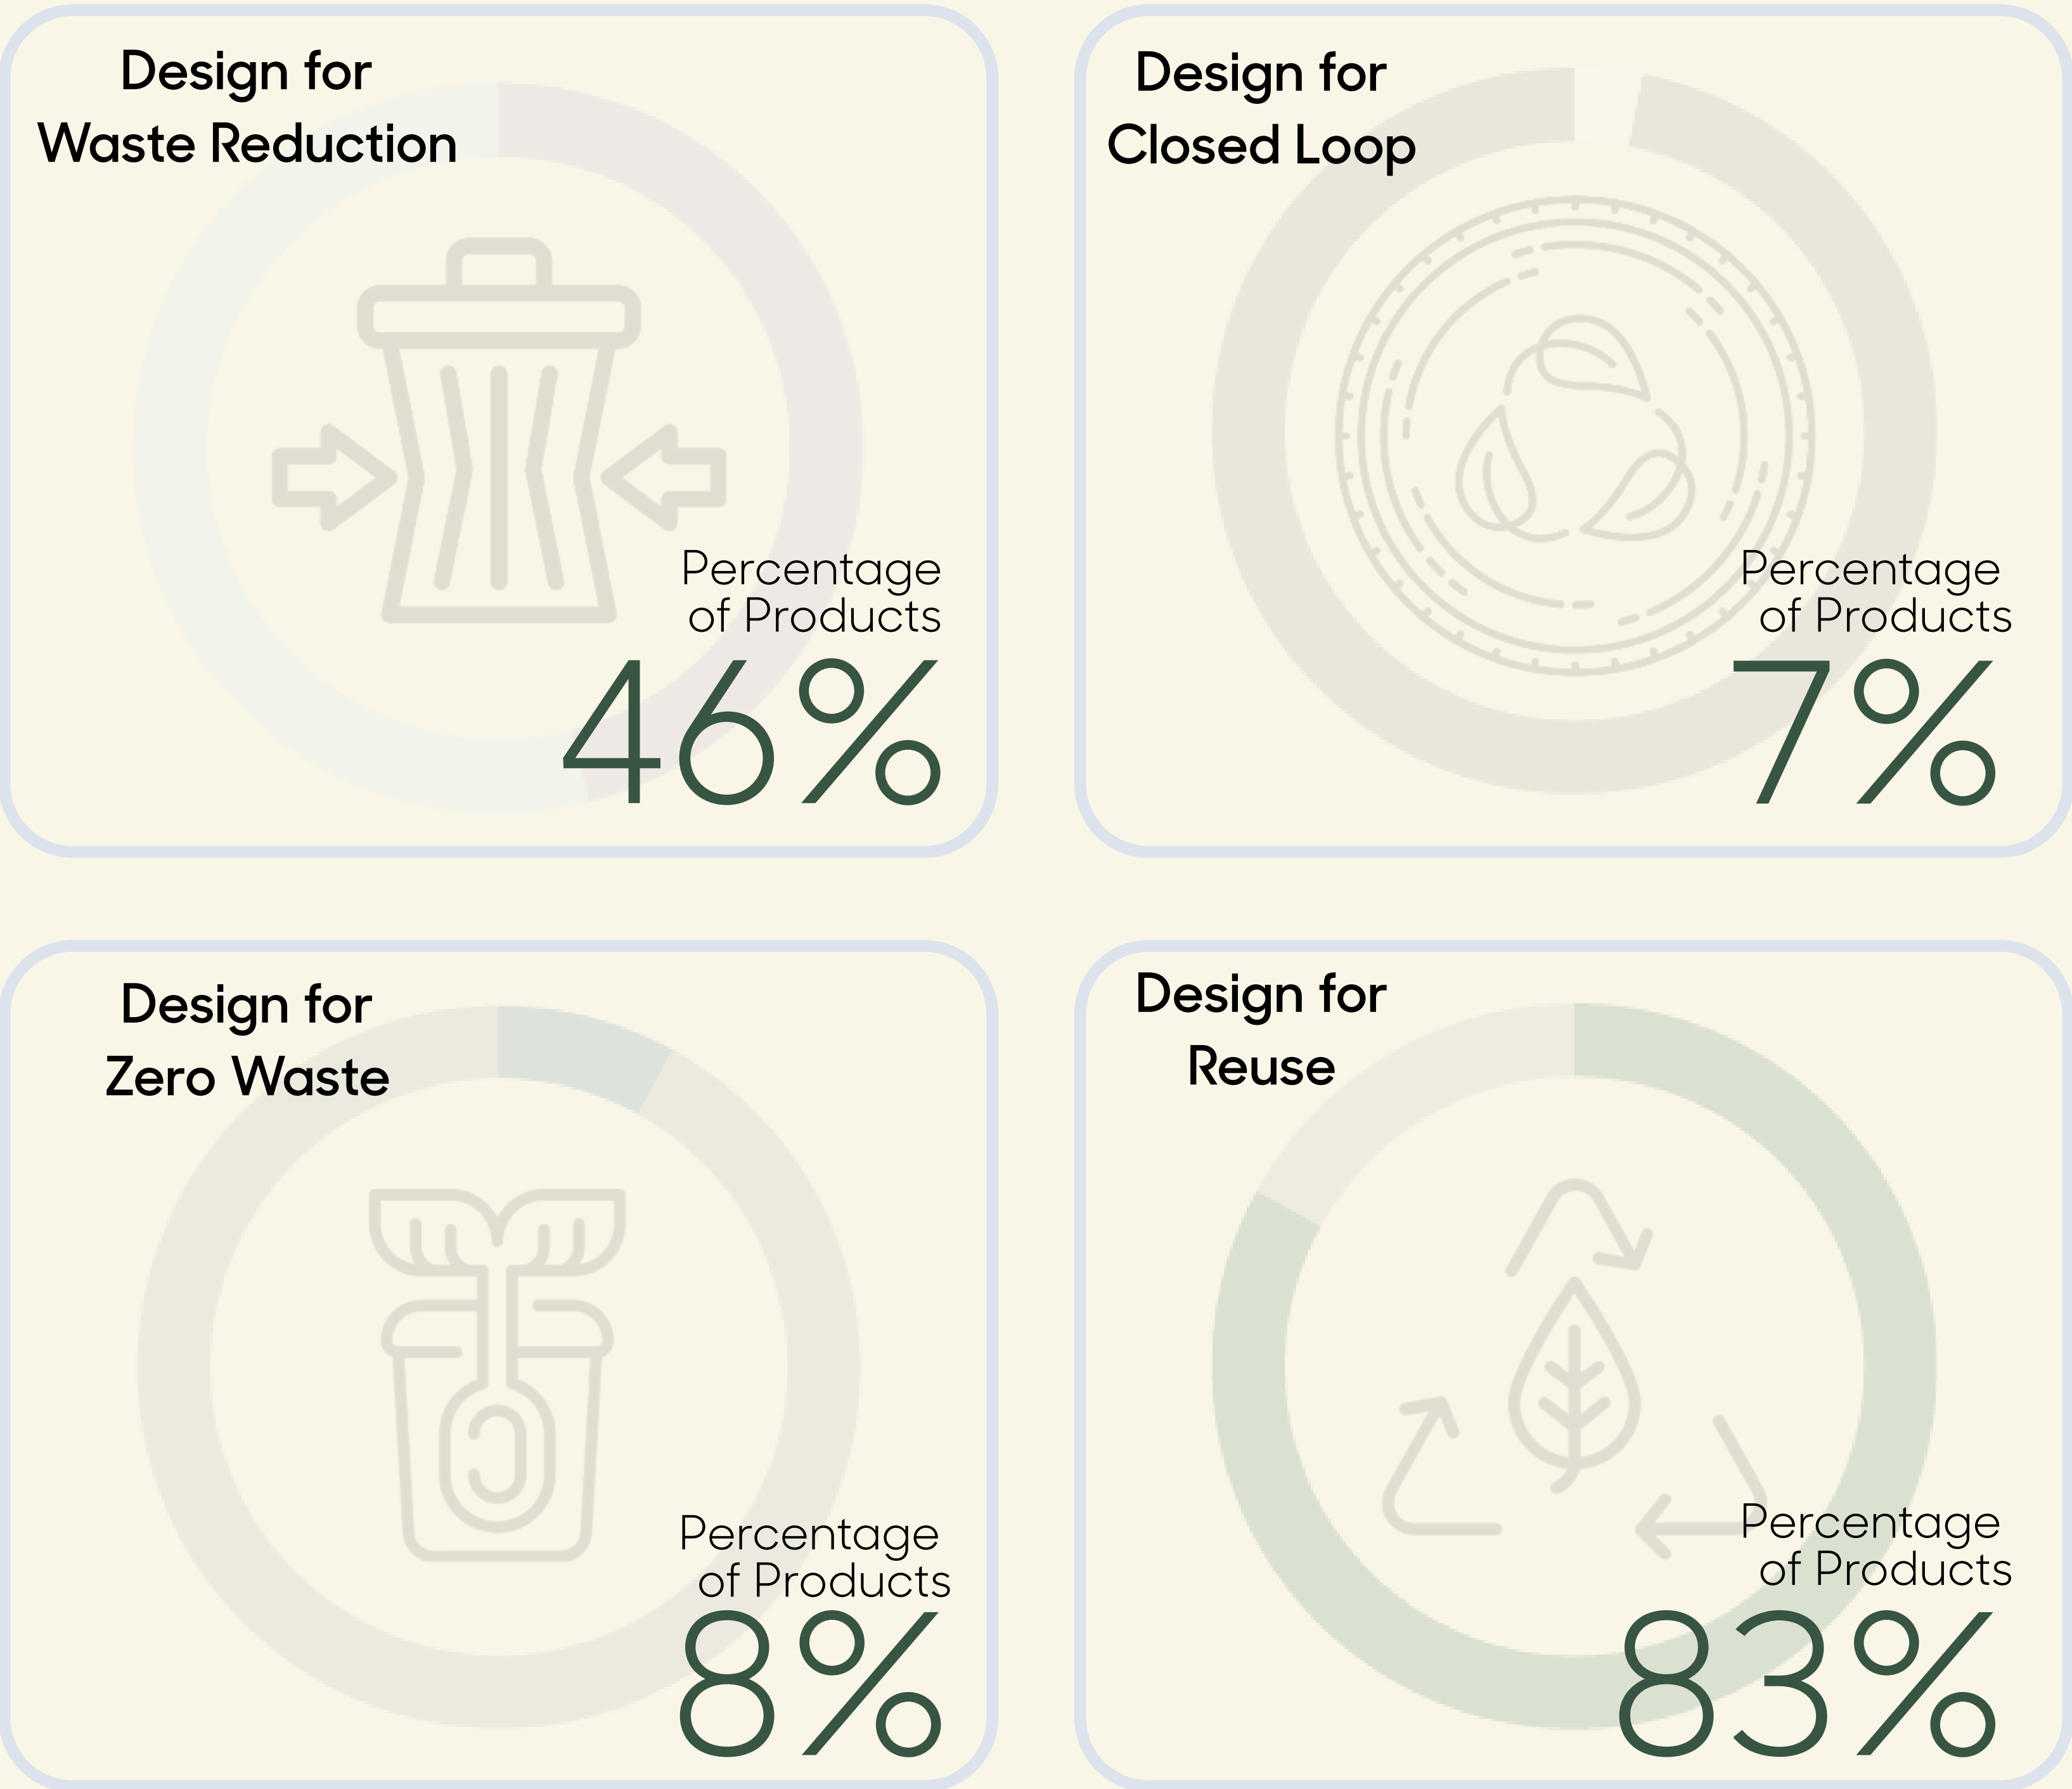 Design for
Waste Reduction
Percentage
of Products
46%
Design for
Closed Loop
Percentage
of Products
7%
Design for
Zero Waste
Percentage
of Products
8%
Design for
Reuse
Percentage
of Products
83%